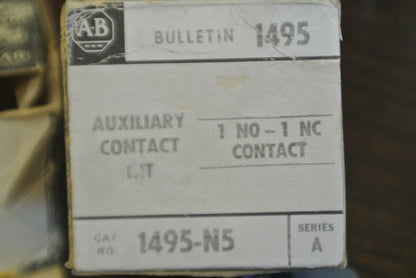 AB
BULLETIN 1495
AUXILIARY
CONTACT
KIT
1 NO-1 NC
CONTACT
CAT
NO.
1495-N5
SERIES
A